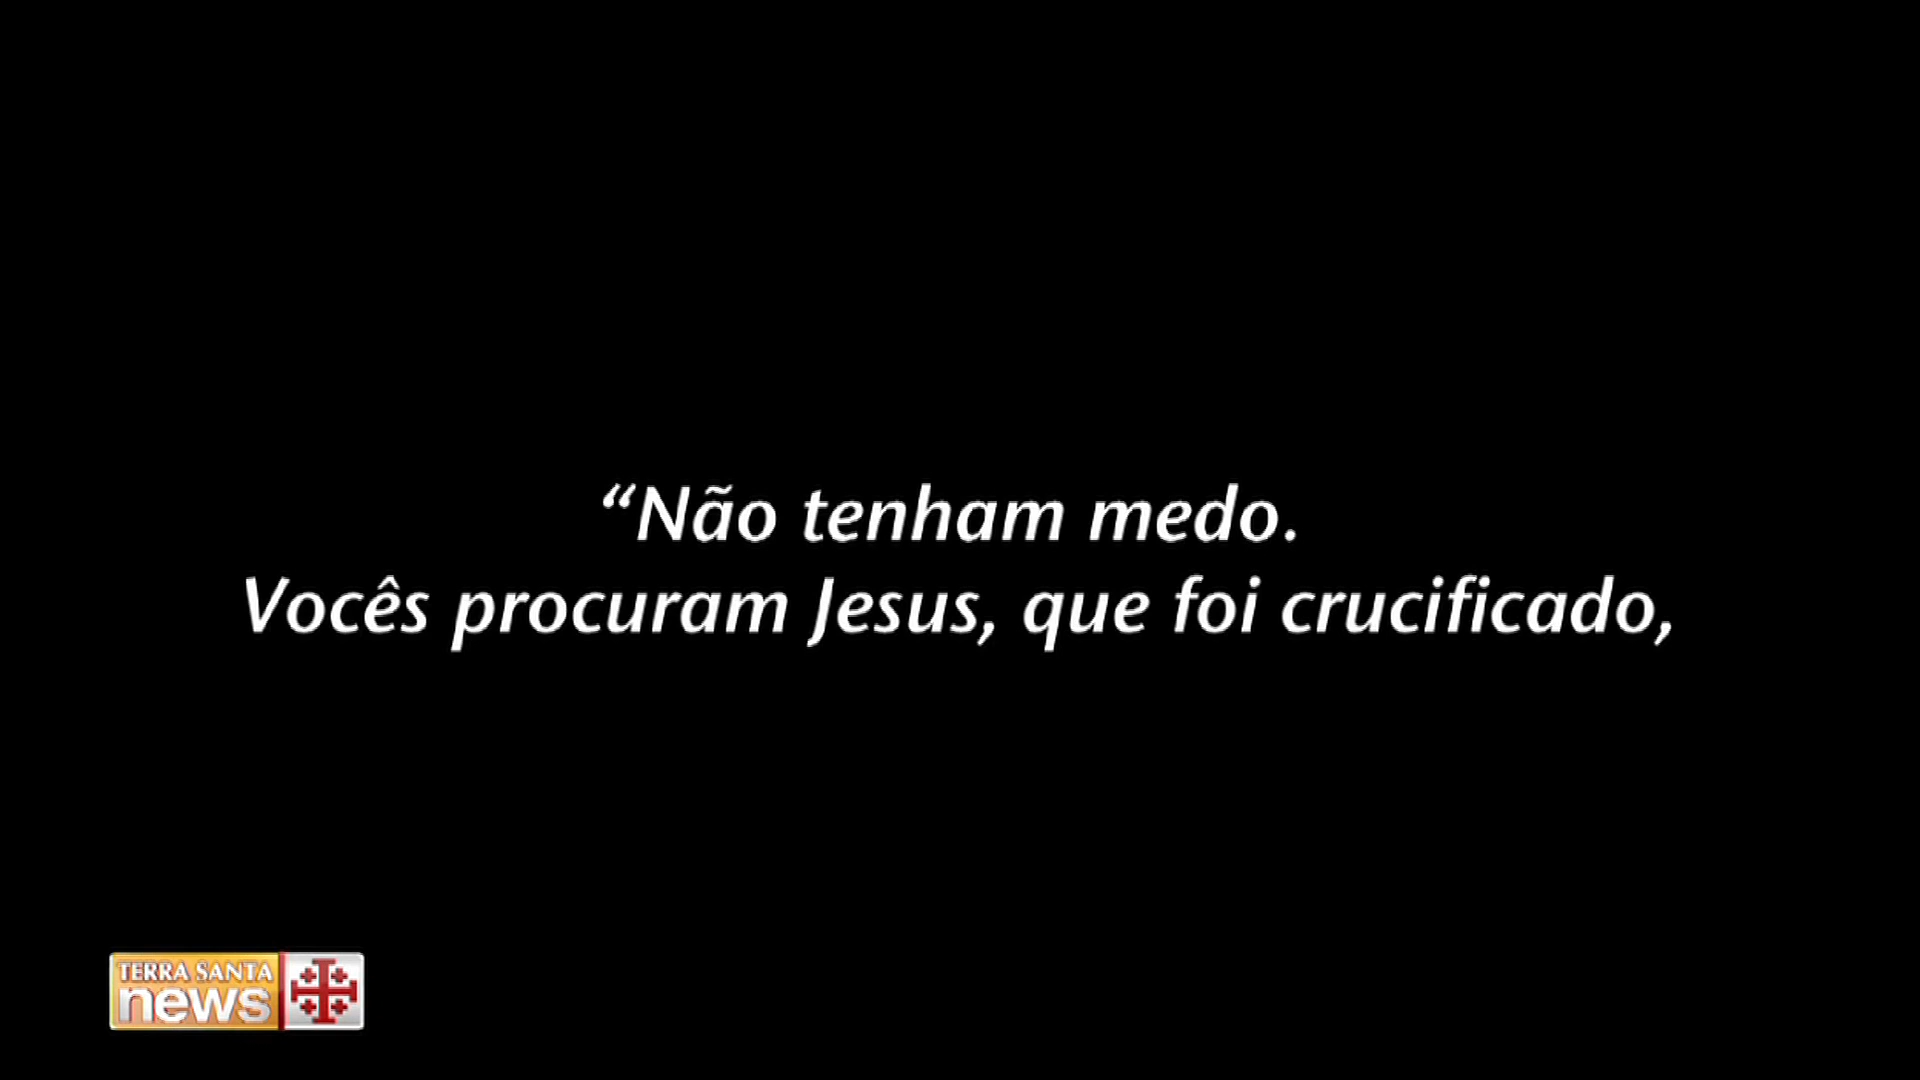 “Não tenham medo.
Vocês procuram Jesus, que foi crucificado,
TERRA SANTA
news